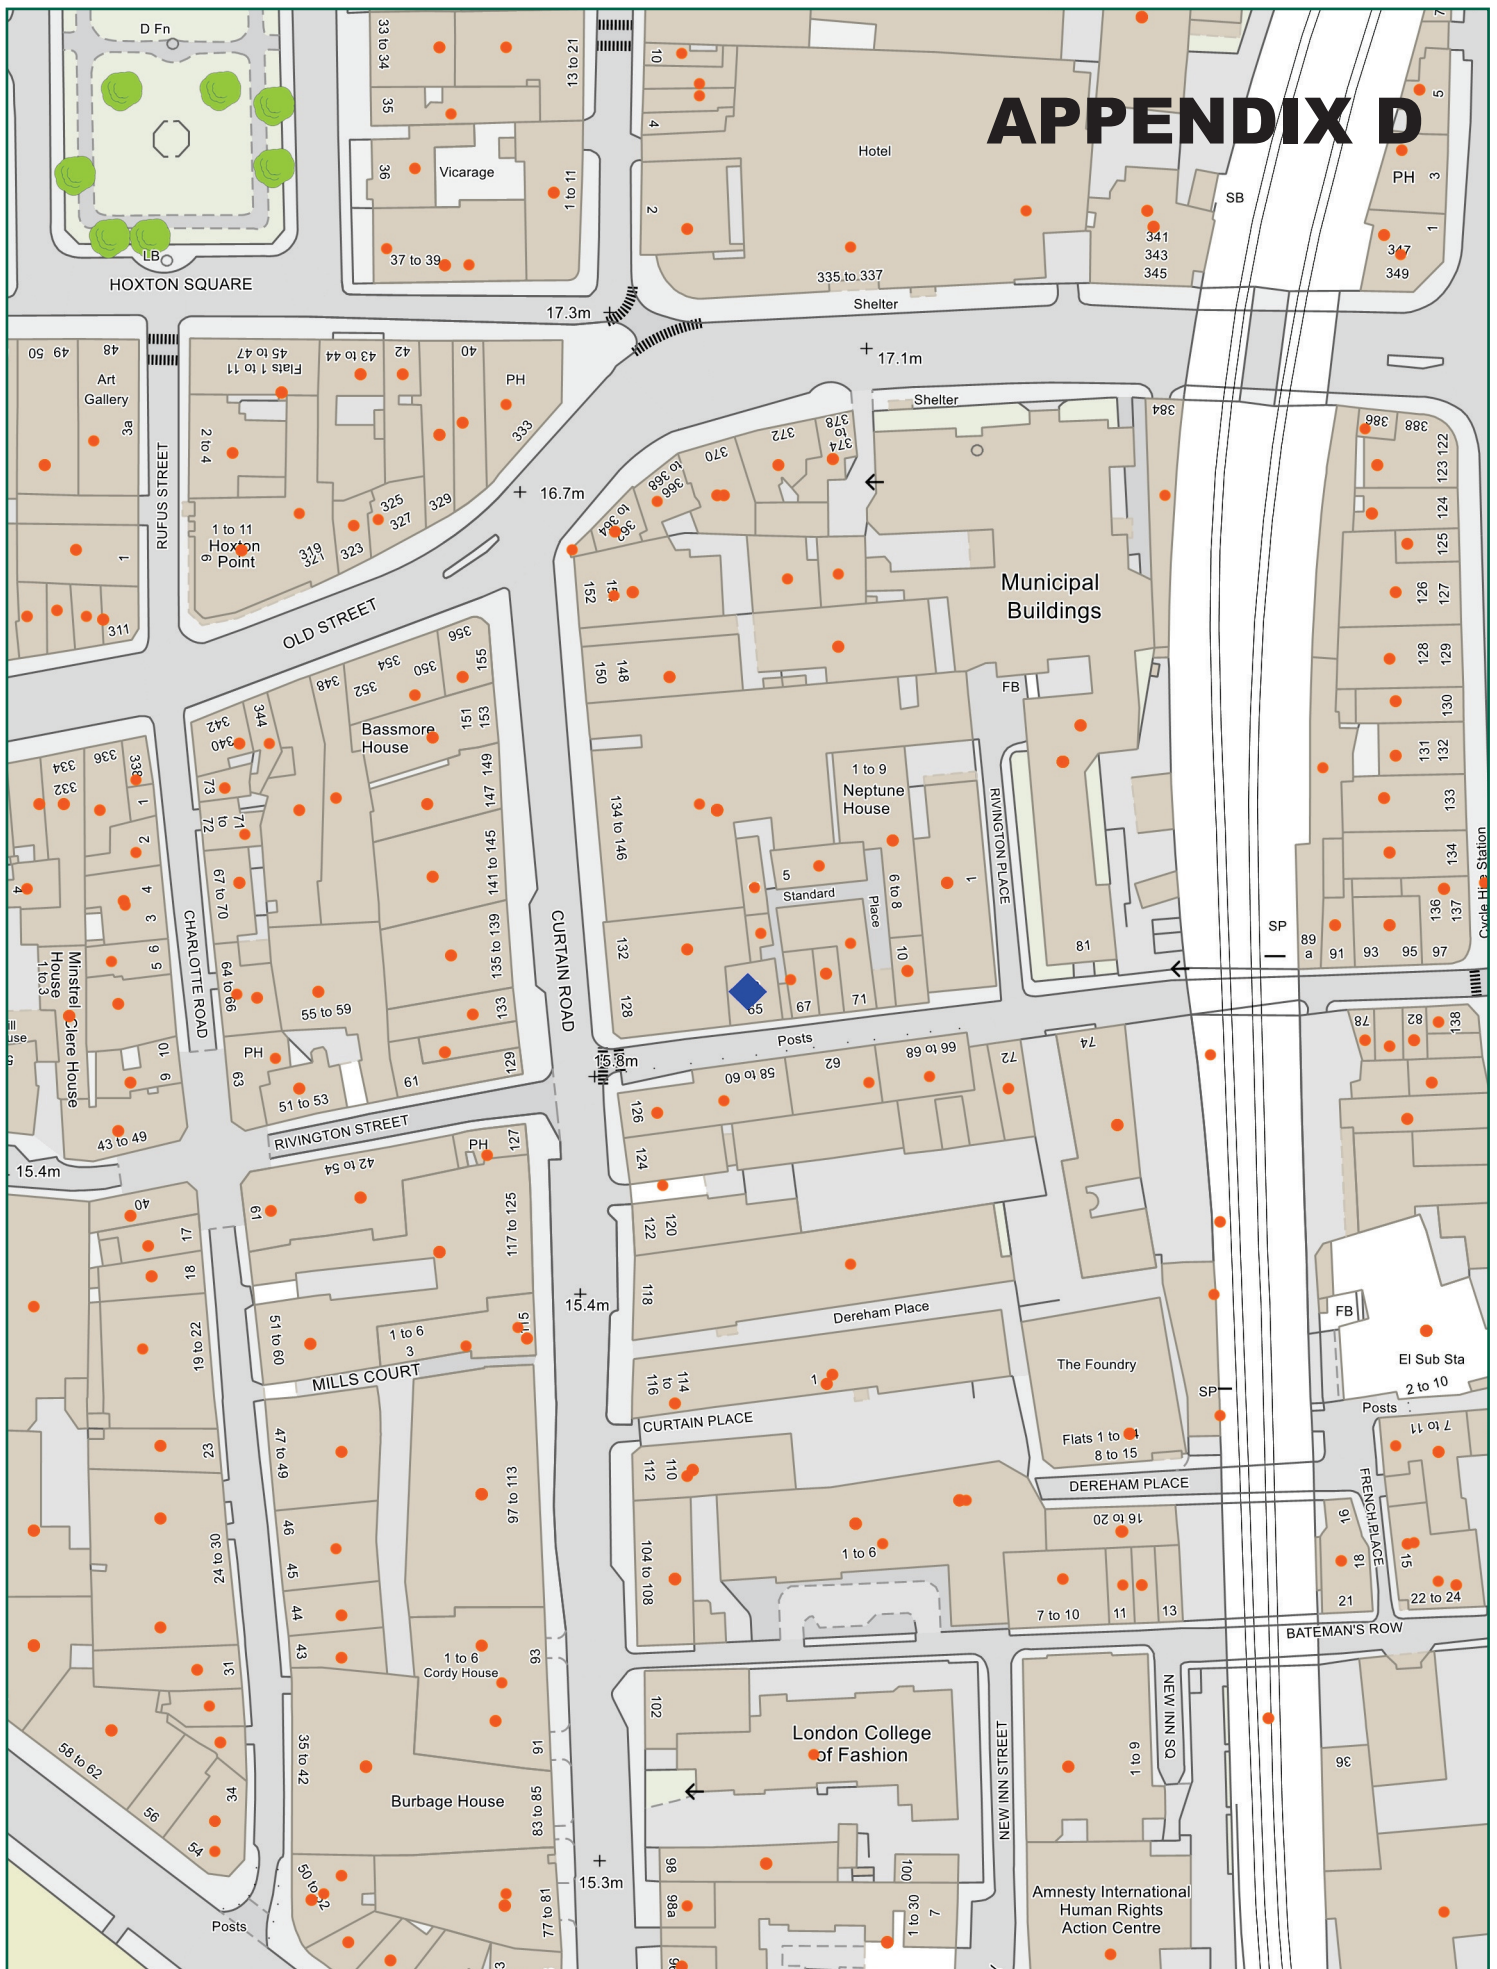 APPENDIX D
D Fn
33 to 34
13 to 21
10
35
4
Hotel
5
36
Vicarage
1 to 11
PH
3
2
SB
LB
37 to 39
341
343
345
1
347
349
335 to 337
HOXTON SQUARE
Shelter
17.3m
17.1m
50
49
48
Flats 1 to 11
45 to 47
43 to 44
42
40
PH
Art
Gallery
3a
333
Shelter
384
386
388
122
123
2 to 4
372
374
to
378
370
366
to 368
RUFUS STREET
16.7m
325
327
329
124
1 to 11
Hoxton
Point
9
319
321
323
362
to 364
125
1
152
Municipal
Buildings
126
127
311
OLD STREET
356
155
354
350
352
348
150
148
FB
128
129
130
342
340
344
Bassmore
House
151
153
131
132
334
332
336
338
73
72
to
71
149
147
1 to 9
Neptune
House
RIVINGTON PLACE
133
1
2
134 to 146
141 to 145
134
Cycle Hire Station
4
4
3
67 to 70
5
Standard
Place
6 to 8
1
136
137
CHARLOTTE ROAD
CURTAIN ROAD
132
10
81
SP
89
a
91
93
95
97
6
5
Minstrel
House
1 to 3
Clere House
64 to 66
135 to 139
55 to 59
133
128
65
67
71
Posts
78
82
138
10
9
PH
63
129
15.8m
74
72
66 to 68
62
58 to 60
51 to 53
61
126
43 to 49
RIVINGTON STREET
PH
127
124
15.4m
42 to 54
40
17
61
117 to 125
122
120
18
118
15.4m
Dereham Place
FB
19 to 22
51 to 60
1 to 6
3
MILLS COURT
116
to
114
1
The Foundry
El Sub Sta
2 to 10
SP
Posts
CURTAIN PLACE
Flats 1 to
8 to 15
7 to 11
23
47 to 49
112
110
DEREHAM PLACE
FRENCH PLACE
97 to 113
24 to 30
46
45
104 to 108
1 to 6
16 to 20
16
18
15
44
7 to 10
11
13
21
22 to 24
BATEMAN'S ROW
43
31
1 to 6
Cordy House
93
102
NEW INN SQ
London College
of Fashion
NEW INN STREET
58 to 62
35 to 42
91
1 to 9
36
34
Burbage House
83 to 85
56
54
98
100
15.3m
98a
1 to 30
7
Amnesty International
Human Rights
Action Centre
Posts
77 to 81